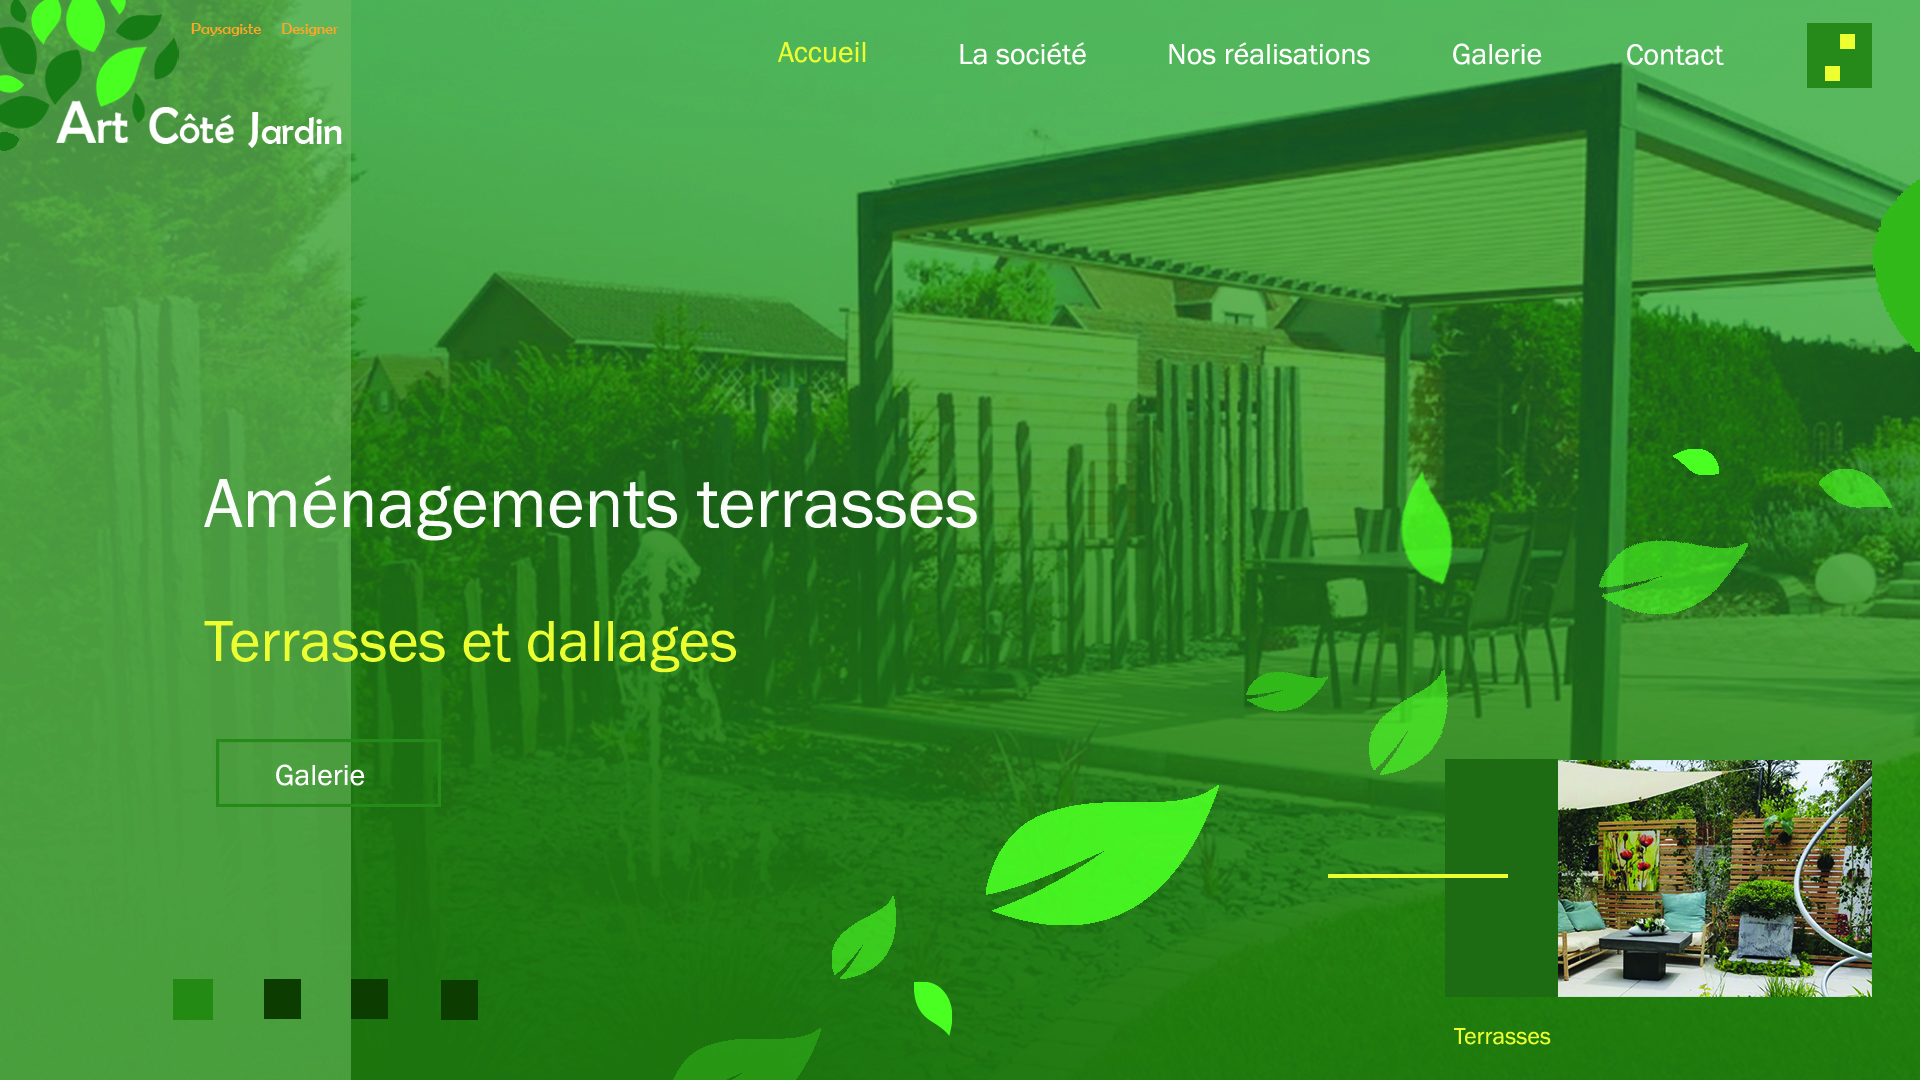 Paysagiste Designer
Art Côté Jardin
Accueil La société Nos réalisations Galerie Contact
Aménagements terrasses
Terrasses et dallages
Galerie
Terrasses